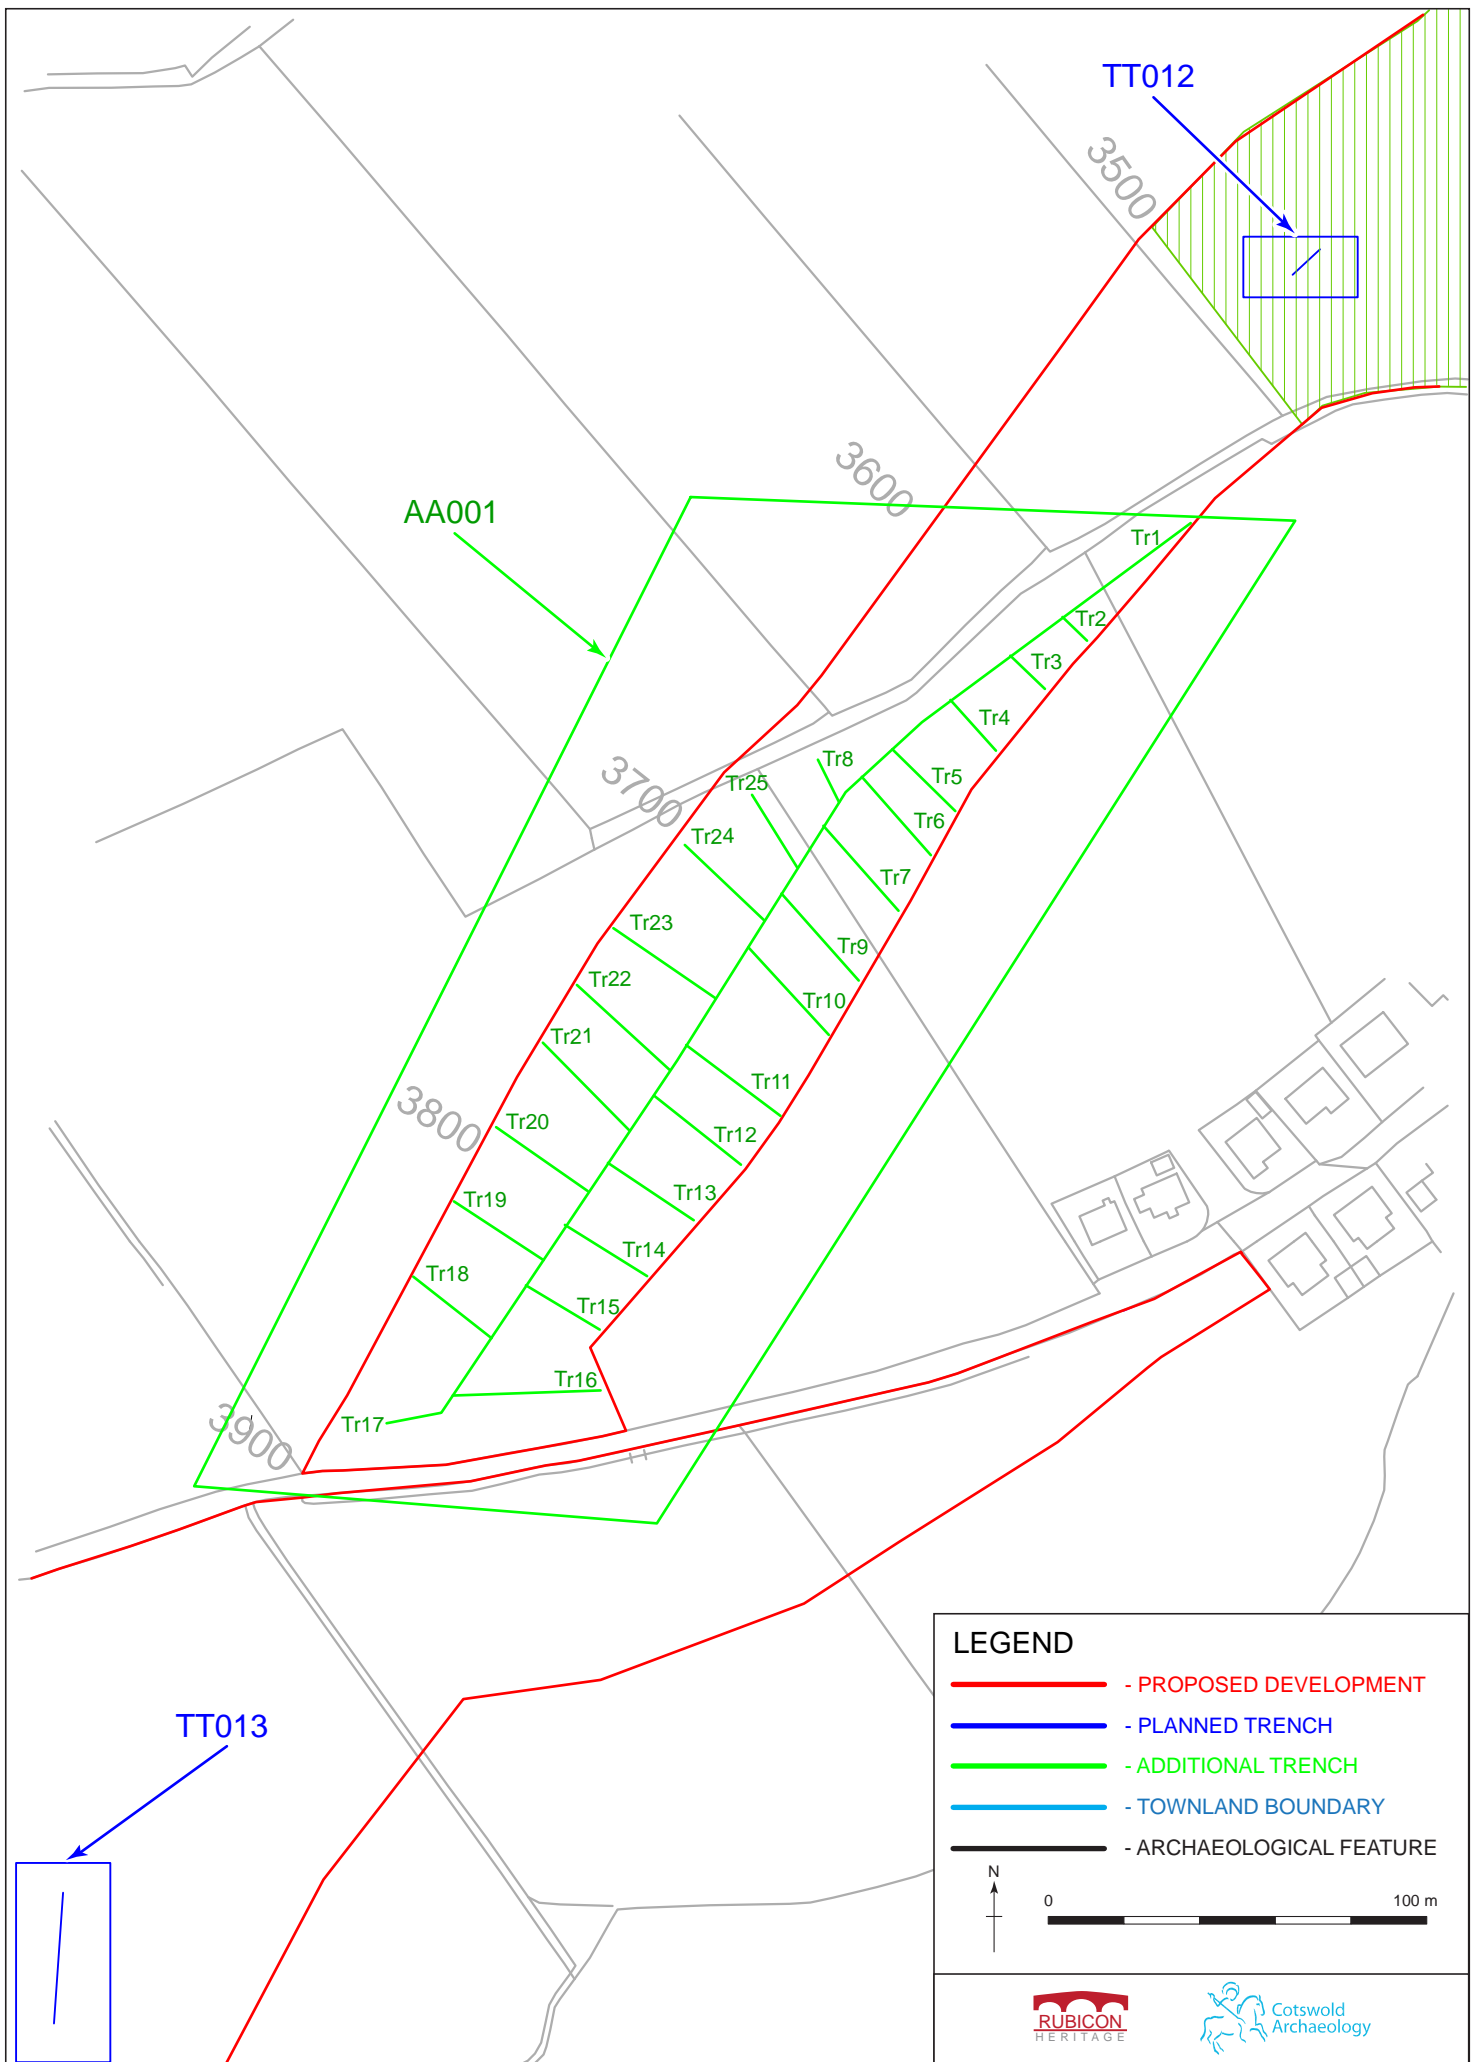 TT012
3500
3600
AA001
Tr1
Tr2
Tr3
Tr4
Tr8
Tr5
3700
Tr25
Tr6
Tr24
Tr7
Tr23
Tr9
Tr22
Tr10
Tr21
Tr11
3800
Tr20
Tr12
Tr19
Tr13
Tr14
Tr18
Tr15
Tr16
Tr17
3900
TT013
LEGEND
- PROPOSED DEVELOPMENT
- PLANNED TRENCH
- ADDITIONAL TRENCH
- TOWNLAND BOUNDARY
- ARCHAEOLOGICAL FEATURE
N
0 100 m
RUBICON
HERITAGE
Cotswold
Archaeology